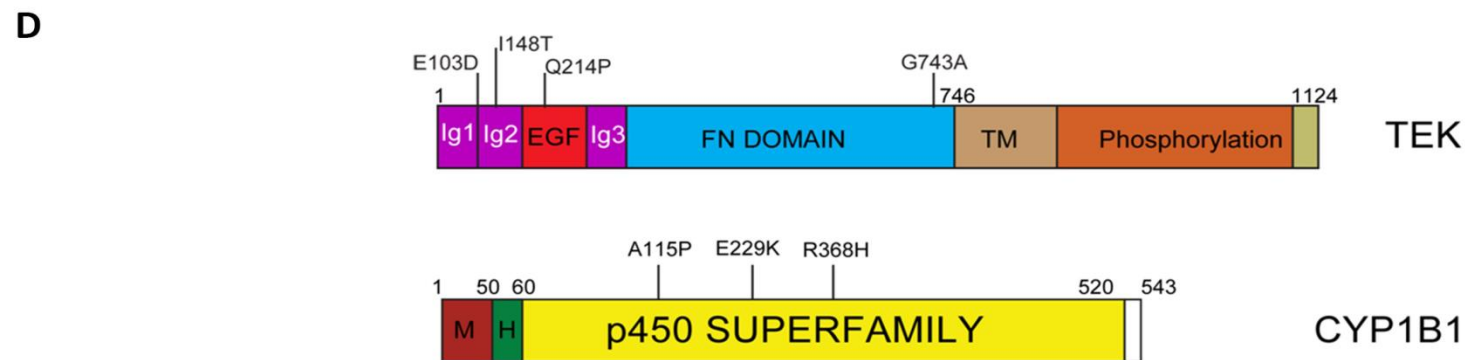 D
I148T
E103D
Q214P
G743A
1
746
1124
Ig1
Ig2
EGF
Ig3
FN DOMAIN
TM
Phosphorylation
TEK
A115P
E229K
R368H
1
50
60
520
543
M
H
p450 SUPERFAMILY
CYP1B1